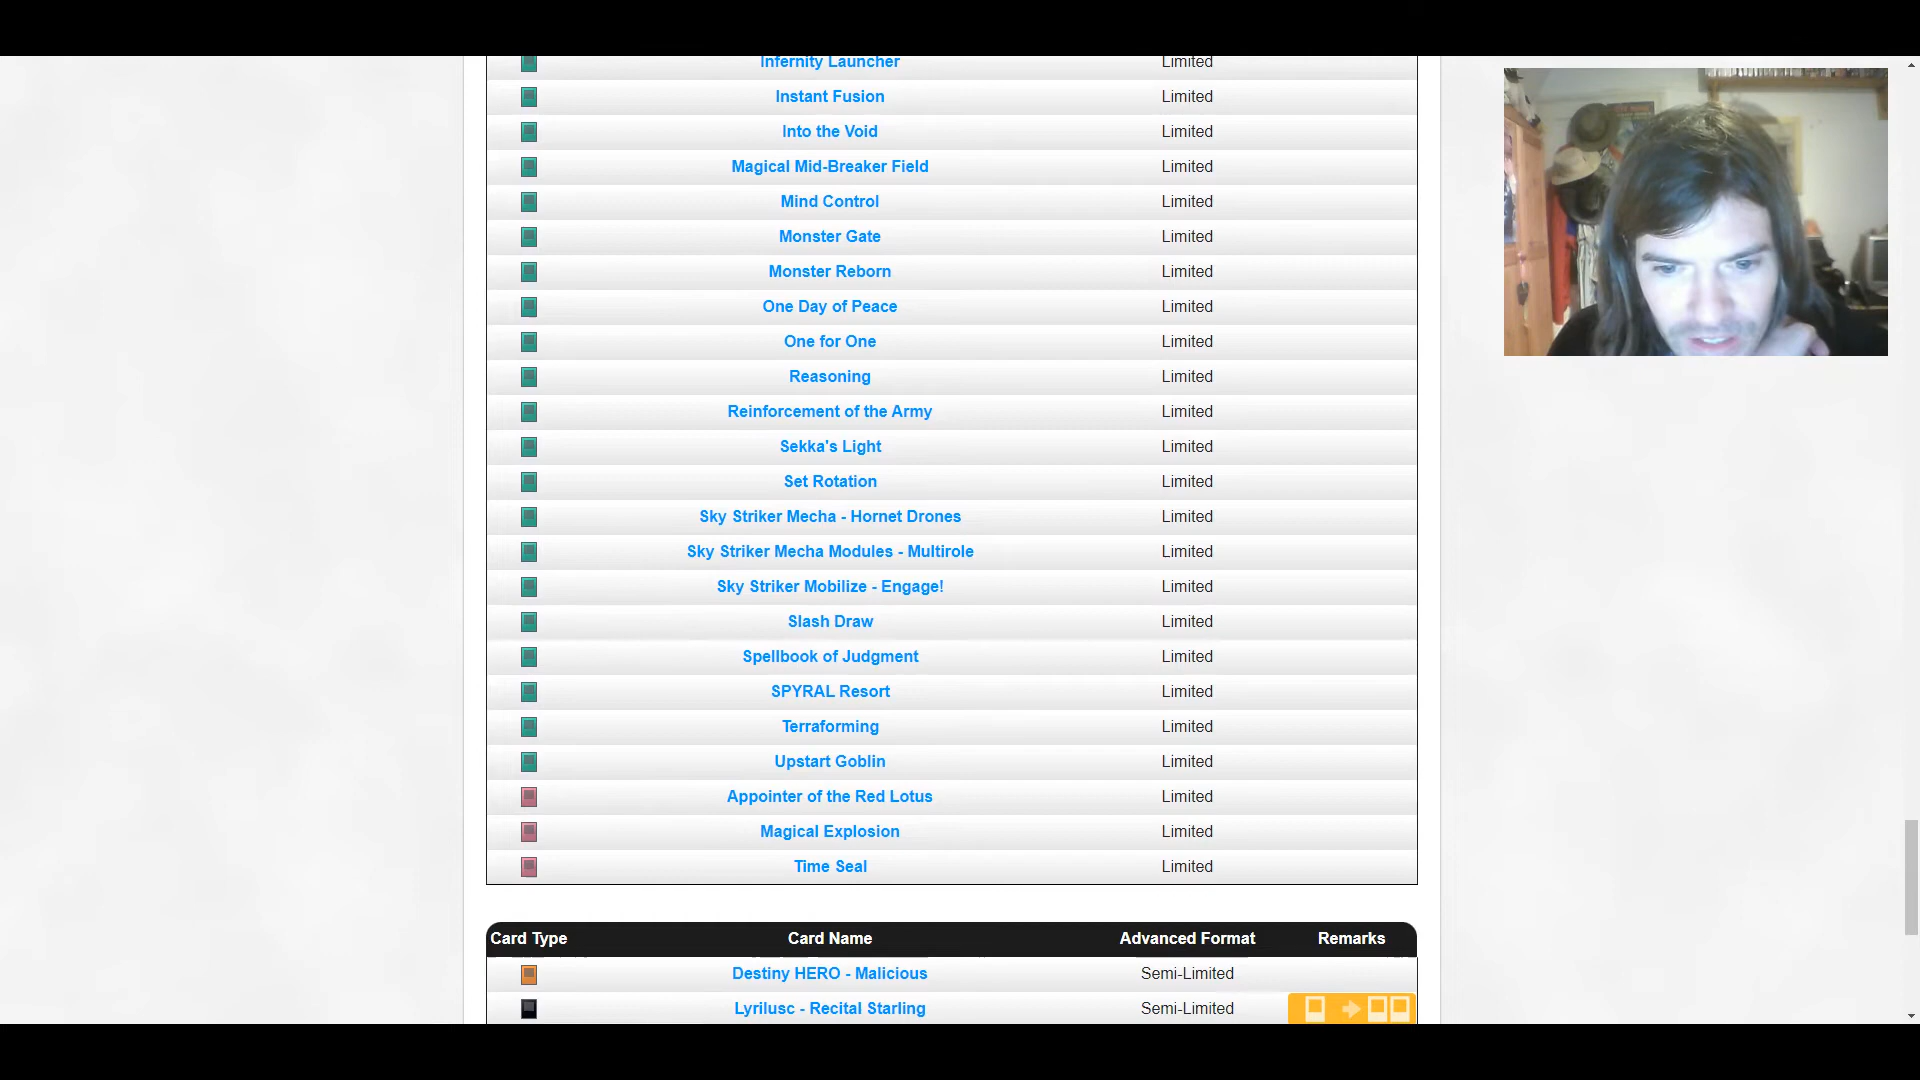 Infernity Launcher Limited
Instant Fusion Limited
Into the Void Limited
Magical Mid-Breaker Field Limited
Mind Control Limited
Monster Gate Limited
Monster Reborn Limited
One Day of Peace Limited
One for One Limited
Reasoning Limited
Reinforcement of the Army Limited
Sekka's Light Limited
Set Rotation Limited
Sky Striker Mecha - Hornet Drones Limited
Sky Striker Mecha Modules - Multirole Limited
Sky Striker Mobilize - Engage! Limited
Slash Draw Limited
Spellbook of Judgment Limited
SPYRAL Resort Limited
Terraforming Limited
Upstart Goblin Limited
Appointer of the Red Lotus Limited
Magical Explosion Limited
Time Seal Limited
Card Type Card Name Advanced Format Remarks
Destiny HERO - Malicious Semi-Limited
Lyrilusc - Recital Starling Semi-Limited